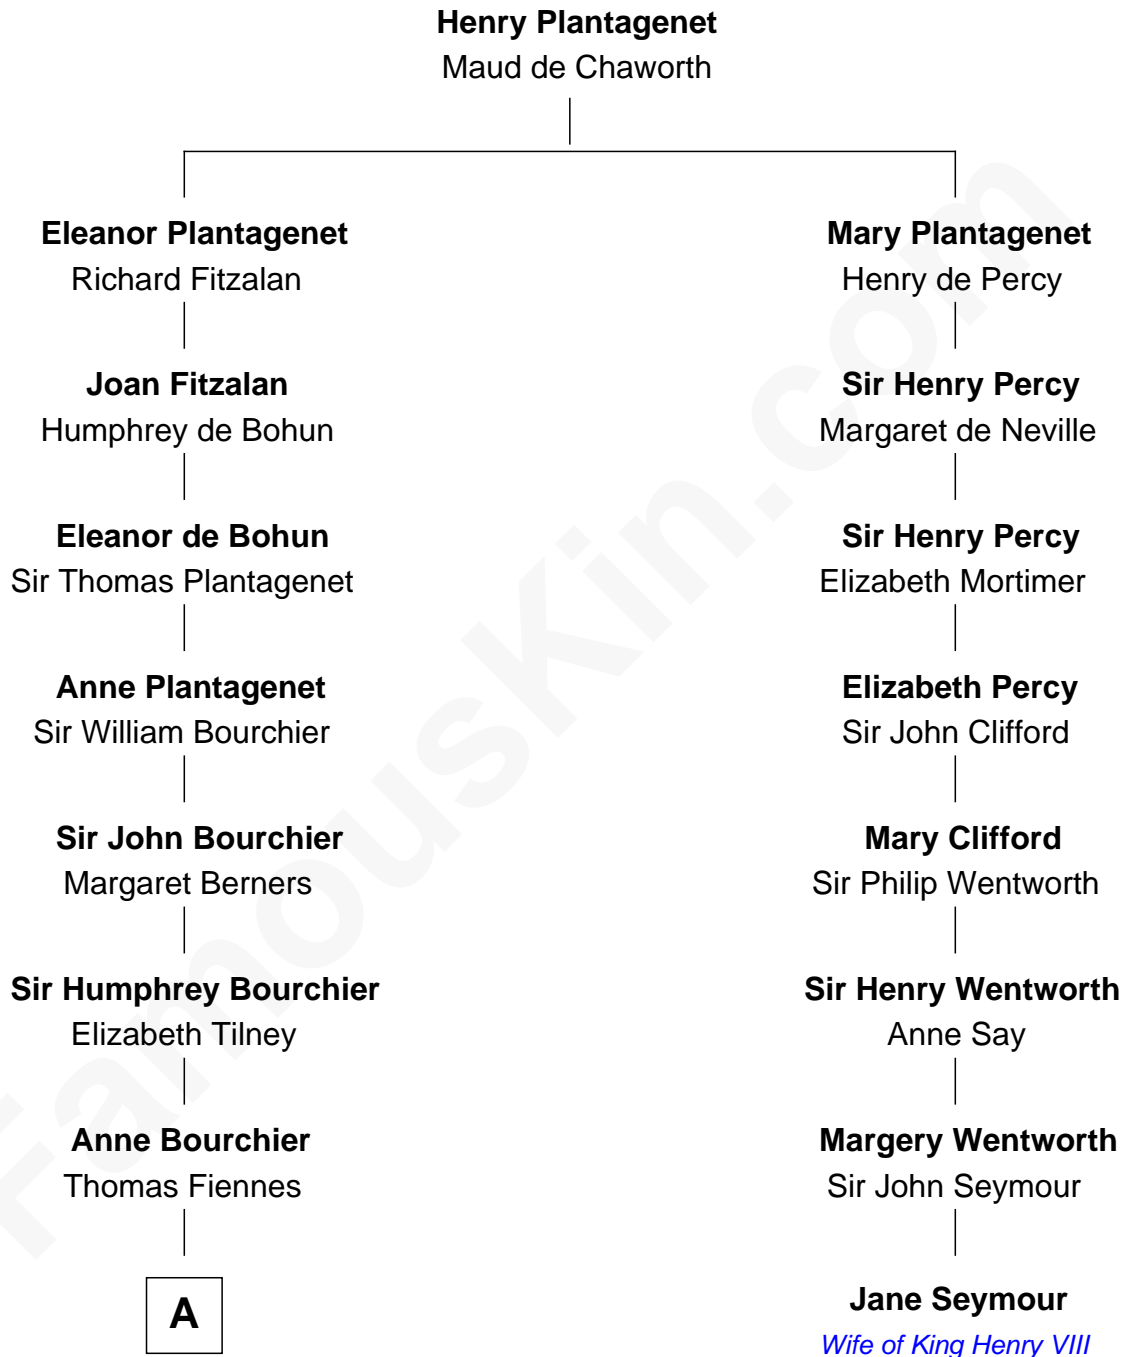 Henry Plantagenet
Maud de Chaworth
Eleanor Plantagenet
Richard Fitzalan
Mary Plantagenet
Henry de Percy
Joan Fitzalan
Humphrey de Bohun
Sir Henry Percy
Margaret de Neville
Eleanor de Bohun
Sir Thomas Plantagenet
Sir Henry Percy
Elizabeth Mortimer
Anne Plantagenet
Sir William Bourchier
Elizabeth Percy
Sir John Clifford
Sir John Bourchier
Margaret Berners
Mary Clifford
Sir Philip Wentworth
Sir Humphrey Bourchier
Elizabeth Tilney
Sir Henry Wentworth
Anne Say
Anne Bourchier
Thomas Fiennes
Margery Wentworth
Sir John Seymour
A
Jane Seymour
Wife of King Henry VIII
FamousKin.com